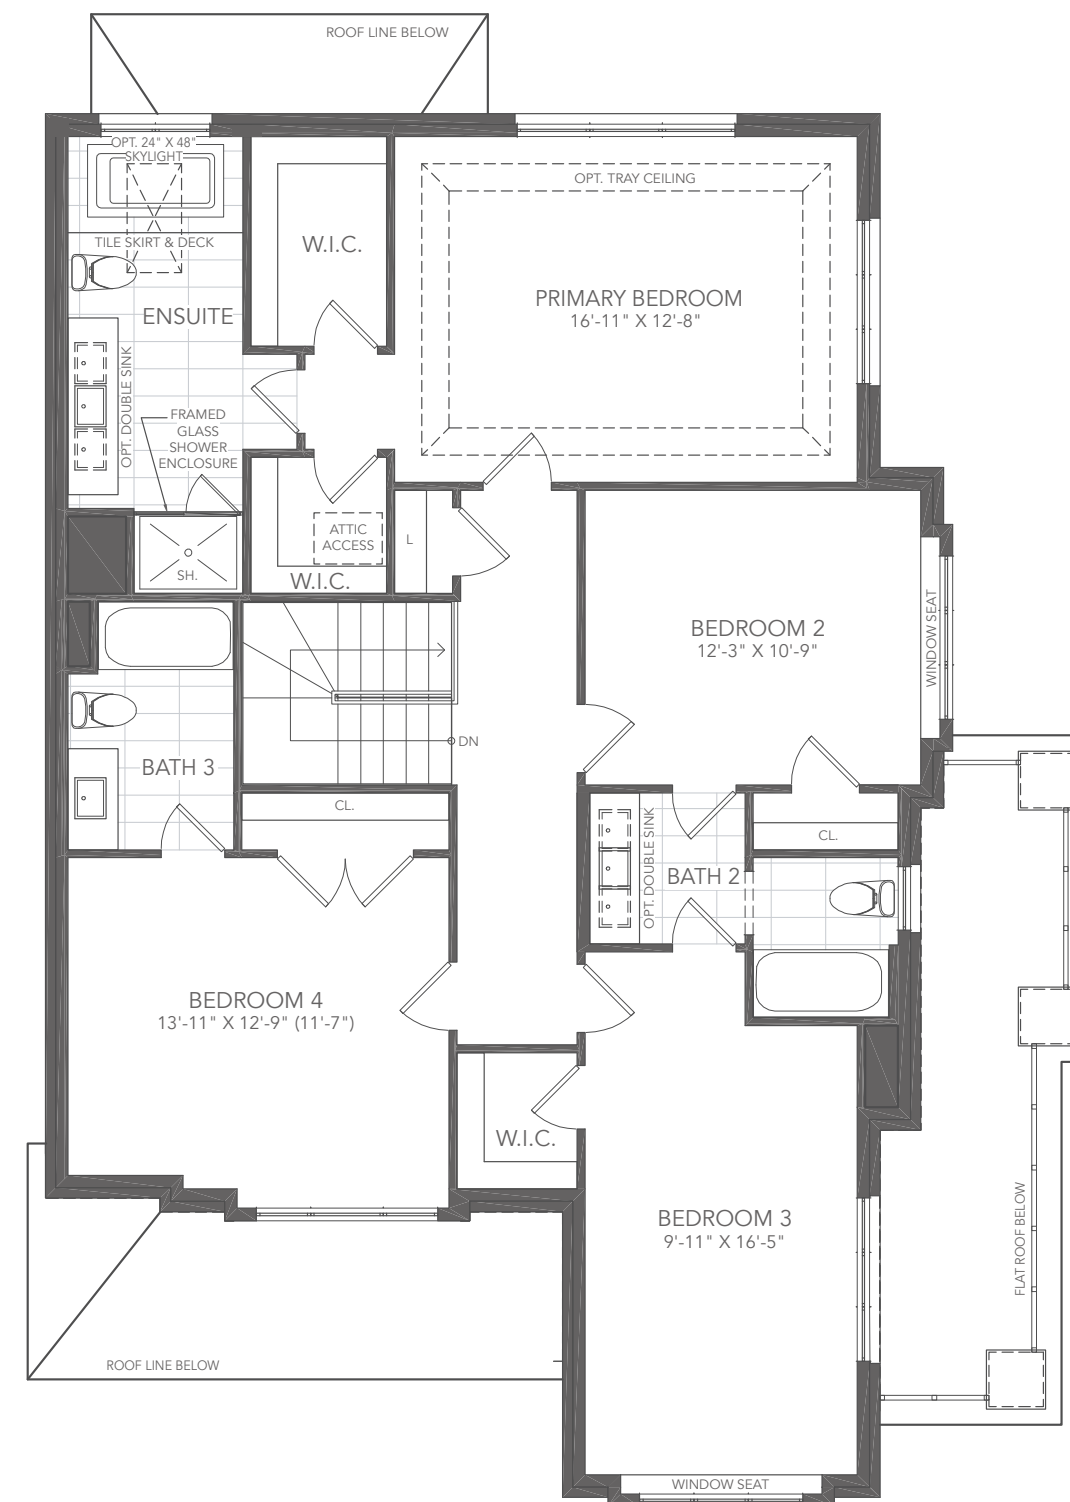 ROOF LINE BELOW
OPT. 24" X 48"
SKYLIGHT
OPT. TRAY CEILING
TILE SKIRT & DECK
W.I.C.
PRIMARY BEDROOM
16'-11" X 12'-8"
ENSUITE
OPT. DOUBLE SINK
FRAMED
GLASS
SHOWER
ENCLOSURE
ATTIC
ACCESS
L
SH.
W.I.C.
BEDROOM 2
12'-3" X 10'-9"
WINDOW SEAT
DN
BATH 3
CL.
OPT. DOUBLE SINK
CL.
BATH 2
BEDROOM 4
13'-11" X 12'-9" (11'-7")
W.I.C.
BEDROOM 3
9'-11" X 16'-5"
FLAT ROOF BELOW
ROOF LINE BELOW
WINDOW SEAT